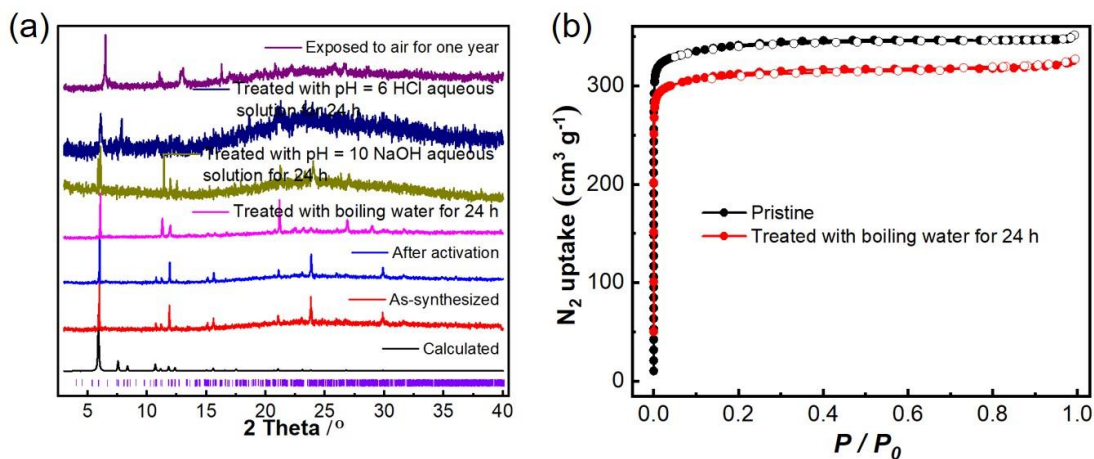 (a)
Exposed to air for one year
Treated with pH = 6 HCl aqueous
solution for 24 h
Treated with pH = 10 NaOH aqueous
solution for 24 h
Treated with boiling water for 24 h
After activation
As-synthesized
Calculated
5 10 15 20 25 30 35 40
2 Theta /°
(b)
N2 uptake (cm3 g-1)
300
200
100
0
Pristine
Treated with boiling water for 24 h
0.0 0.2 0.4 0.6 0.8 1.0
P / P0